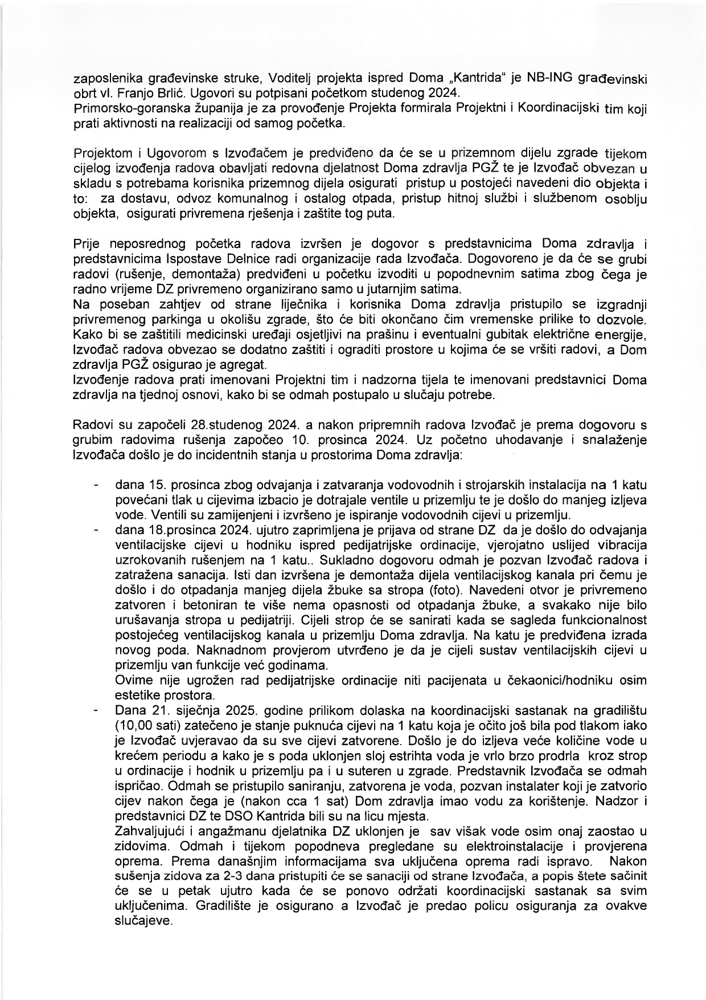 zaposlenika građevinske struke, Voditelj projekta ispred Doma „Kantrida“ je NB-ING građevinski
obrt vl. Franjo Brlić. Ugovori su potpisani početkom studenog 2024.
Primorsko-goranska županija je za provođenje Projekta formirala Projektni i Koordinacijski tim koji
prati aktivnosti na realizaciji od samog početka.
Projektom i Ugovorom s Izvođačem je predviđeno da će se u prizemnom dijelu zgrade tijekom
cijelog izvođenja radova obavljati redovna djelatnost Doma zdravlja PGŽ te je Izvođač obvezan u
skladu s potrebama korisnika prizemnog dijela osigurati pristup u postojeći navedeni dio objekta i
to: za dostavu, odvoz komunalnog i ostalog otpada, pristup hitnoj službi i službenom osoblju
objekta, osigurati privremena rješenja i zaštite tog puta.
Prije neposrednog početka radova izvršen je dogovor s predstavnicima Doma zdravlja i
predstavnicima Ispostave Delnice radi organizacije rada Izvođača. Dogovoreno je da će se grubi
radovi (rušenje, demontaža) predviđeni u početku izvoditi u popodnevnim satima zbog čega je
radno vrijeme DZ privremeno organizirano samo u jutarnjim satima.
Na poseban zahtjev od strane liječnika i korisnika Doma zdravlja pristupilo se izgradnji
privremenog parkinga u okolišu zgrade, što će biti okončano čim vremenske prilike to dozvole.
Kako bi se zaštitili medicinski uređaji osjetljivi na prašinu i eventualni gubitak električne energije,
Izvođač radova obvezao se dodatno zaštiti i ograditi prostore u kojima će se vršiti radovi, a Dom
zdravlja PGŽ osigurao je agregat.
Izvođenje radova prati imenovani Projektni tim i nadzorna tijela te imenovani predstavnici Doma
zdravlja na tjednoj osnovi, kako bi se odmah postupalo u slučaju potrebe.
Radovi su započeli 28.studenog 2024. a nakon pripremnih radova Izvođač je prema dogovoru s
grubim radovima rušenja započeo 10. prosinca 2024. Uz početno uhodavanje i snalaženje
Izvođača došlo je do incidentnih stanja u prostorima Doma zdravlja:
- dana 15. prosinca zbog odvajanja i zatvaranja vodovodnih i strojarskih instalacija na 1 katu
povećani tlak u cijevima izbacio je dotrajale ventile u prizemlju te je došlo do manjeg izljeva
vode. Ventili su zamijenjeni i izvršeno je ispiranje vodovodnih cijevi u prizemlju.
- dana 18.prosinca 2024. ujutro zaprimljena je prijava od strane DZ da je došlo do odvajanja
ventilacijske cijevi u hodniku ispred pedijatrijske ordinacije, vjerojatno uslijed vibracija
uzrokovanih rušenjem na 1 katu.. Sukladno dogovoru odmah je pozvan Izvođač radova i
zatražena sanacija. Isti dan izvršena je demontaža dijela ventilacijskog kanala pri čemu je
došlo i do otpadanja manjeg dijela žbuke sa stropa (foto). Navedeni otvor je privremeno
zatvoren i betoniran te više nema opasnosti od otpadanja žbuke, a svakako nije bilo
urušavanja stropa u pedijatriji. Cijeli strop će se sanirati kada se sagleda funkcionalnost
postojećeg ventilacijskog kanala u prizemlju Doma zdravlja. Na katu je predviđena izrada
novog poda. Naknadnom provjerom utvrđeno je da je cijeli sustav ventilacijskih cijevi u
prizemlju van funkcije već godinama.
Ovime nije ugrožen rad pedijatrijske ordinacije niti pacijenata u čekaonici/hodniku osim
estetike prostora.
- Dana 21. siječnja 2025. godine prilikom dolaska na koordinacijski sastanak na gradilištu
(10,00 sati) zatečeno je stanje puknuća cijevi na 1 katu koja je očito još bila pod tlakom iako
je Izvođač uvjeravao da su sve cijevi zatvorene. Došlo je do izljeva veće količine vode u
krećem periodu a kako je s poda uklonjen sloj estrihta voda je vrlo brzo prodrla kroz strop
u ordinacije i hodnik u prizemlju pa i u suteren u zgrade. Predstavnik Izvođača se odmah
ispričao. Odmah se pristupilo saniranju, zatvorena je voda, pozvan instalater koji je zatvorio
cijev nakon čega je (nakon cca 1 sat) Dom zdravlja imao vodu za korištenje. Nadzor i
predstavnici DZ te DSO Kantrida bili su na licu mjesta.
Zahvaljujući i angažmanu djelatnika DZ uklonjen je sav višak vode osim onaj zaostao u
zidovima. Odmah i tijekom popodneva pregledane su elektroinstalacije i provjerena
oprema. Prema današnjim informacijama sva uključena oprema radi ispravo. Nakon
sušenja zidova za 2-3 dana pristupiti će se sanaciji od strane Izvođača, a popis štete sačinit
će se u petak ujutro kada će se ponovo održati koordinacijski sastanak sa svim
uključenima. Gradilište je osigurano a Izvođač je predao policu osiguranja za ovakve
slučajeve.